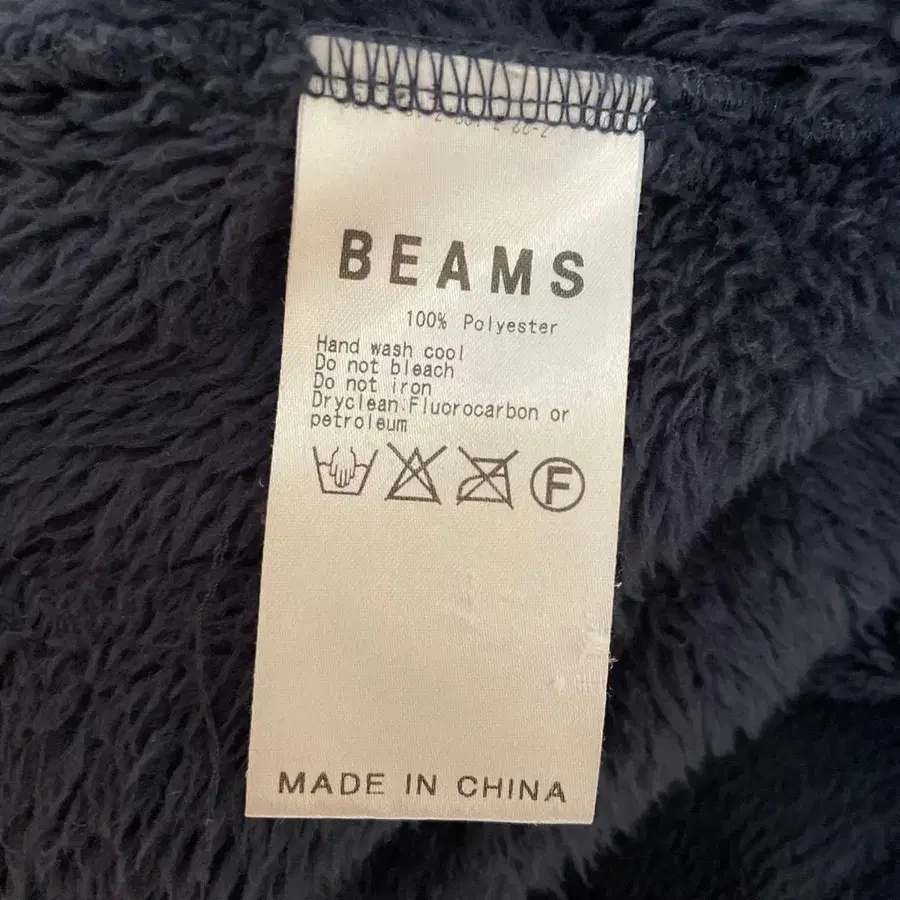 BEAMS
100% Polyester
Hand wash cool
Do not bleach
Do not iron
Dryclean:Fluorocarbon or
petroleum
F
MADE IN CHINA